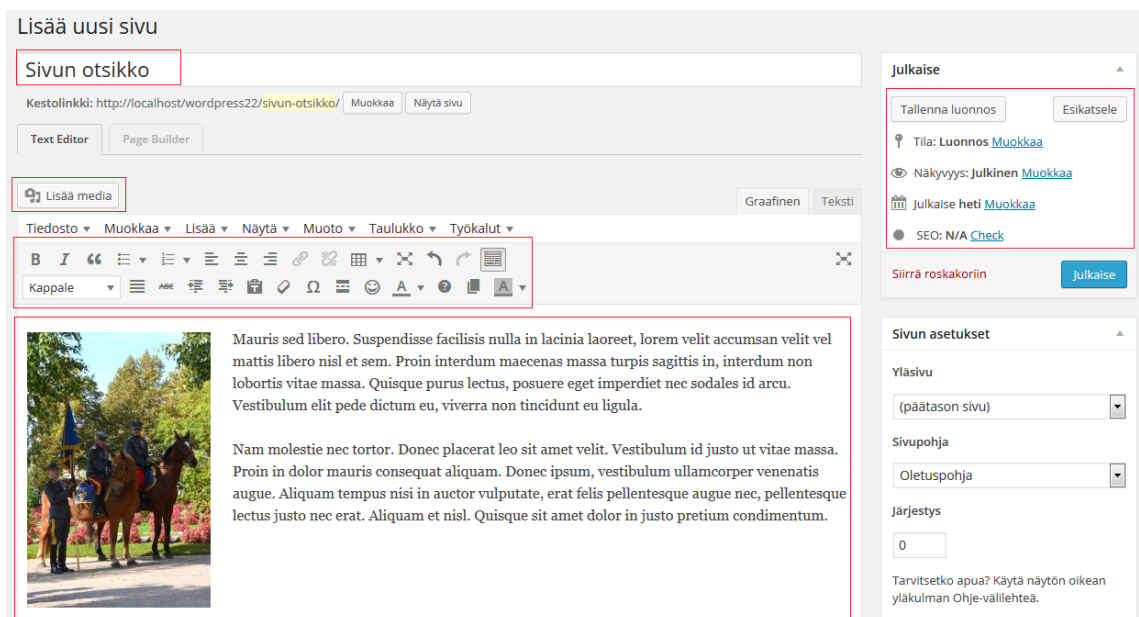 Lisää uusi sivu
Sivun otsikko
Kestolinkki: http://localhost/wordpress22/sivun-otsikko/ Muokkaa Näytä sivu
Text Editor Page Builder
Lisää media
Graafinen Teksti
Tiedosto Muokkaa Lisää Näytä Muoto Taulukko Työkalut
B I
Kappale ABC Ω A A
Mauris sed libero. Suspendisse facilisis nulla in lacinia laoreet, lorem velit accumsan velit vel
mattis libero nisl et sem. Proin interdum maecenas massa turpis sagittis in, interdum non
lobortis vitae massa. Quisque purus lectus, posuere eget imperdiet nec sodales id arcu.
Vestibulum elit pede dictum eu, viverra non tincidunt eu ligula.
Nam molestie nec tortor. Donec placerat leo sit amet velit. Vestibulum id justo ut vitae massa.
Proin in dolor mauris consequat aliquam. Donec ipsum, vestibulum ullamcorper venenatis
augue. Aliquam tempus nisi in auctor vulputate, erat felis pellentesque augue nec, pellentesque
lectus justo nec erat. Aliquam et nisl. Quisque sit amet dolor in justo pretium condimentum.
Julkaise
Tallenna luonnos Esikatsele
Tila: Luonnos Muokkaa
Näkyvyys: Julkinen Muokkaa
Julkaise heti Muokkaa
SEO: N/A Check
Siirrä roskakoriin Julkaise
Sivun asetukset
Yläsivu
(päätason sivu)
Sivupohja
Oletuspohja
Järjestys
0
Tarvitsetko apua? Käytä näytön oikean
yläkulman Ohje-välilehteä.